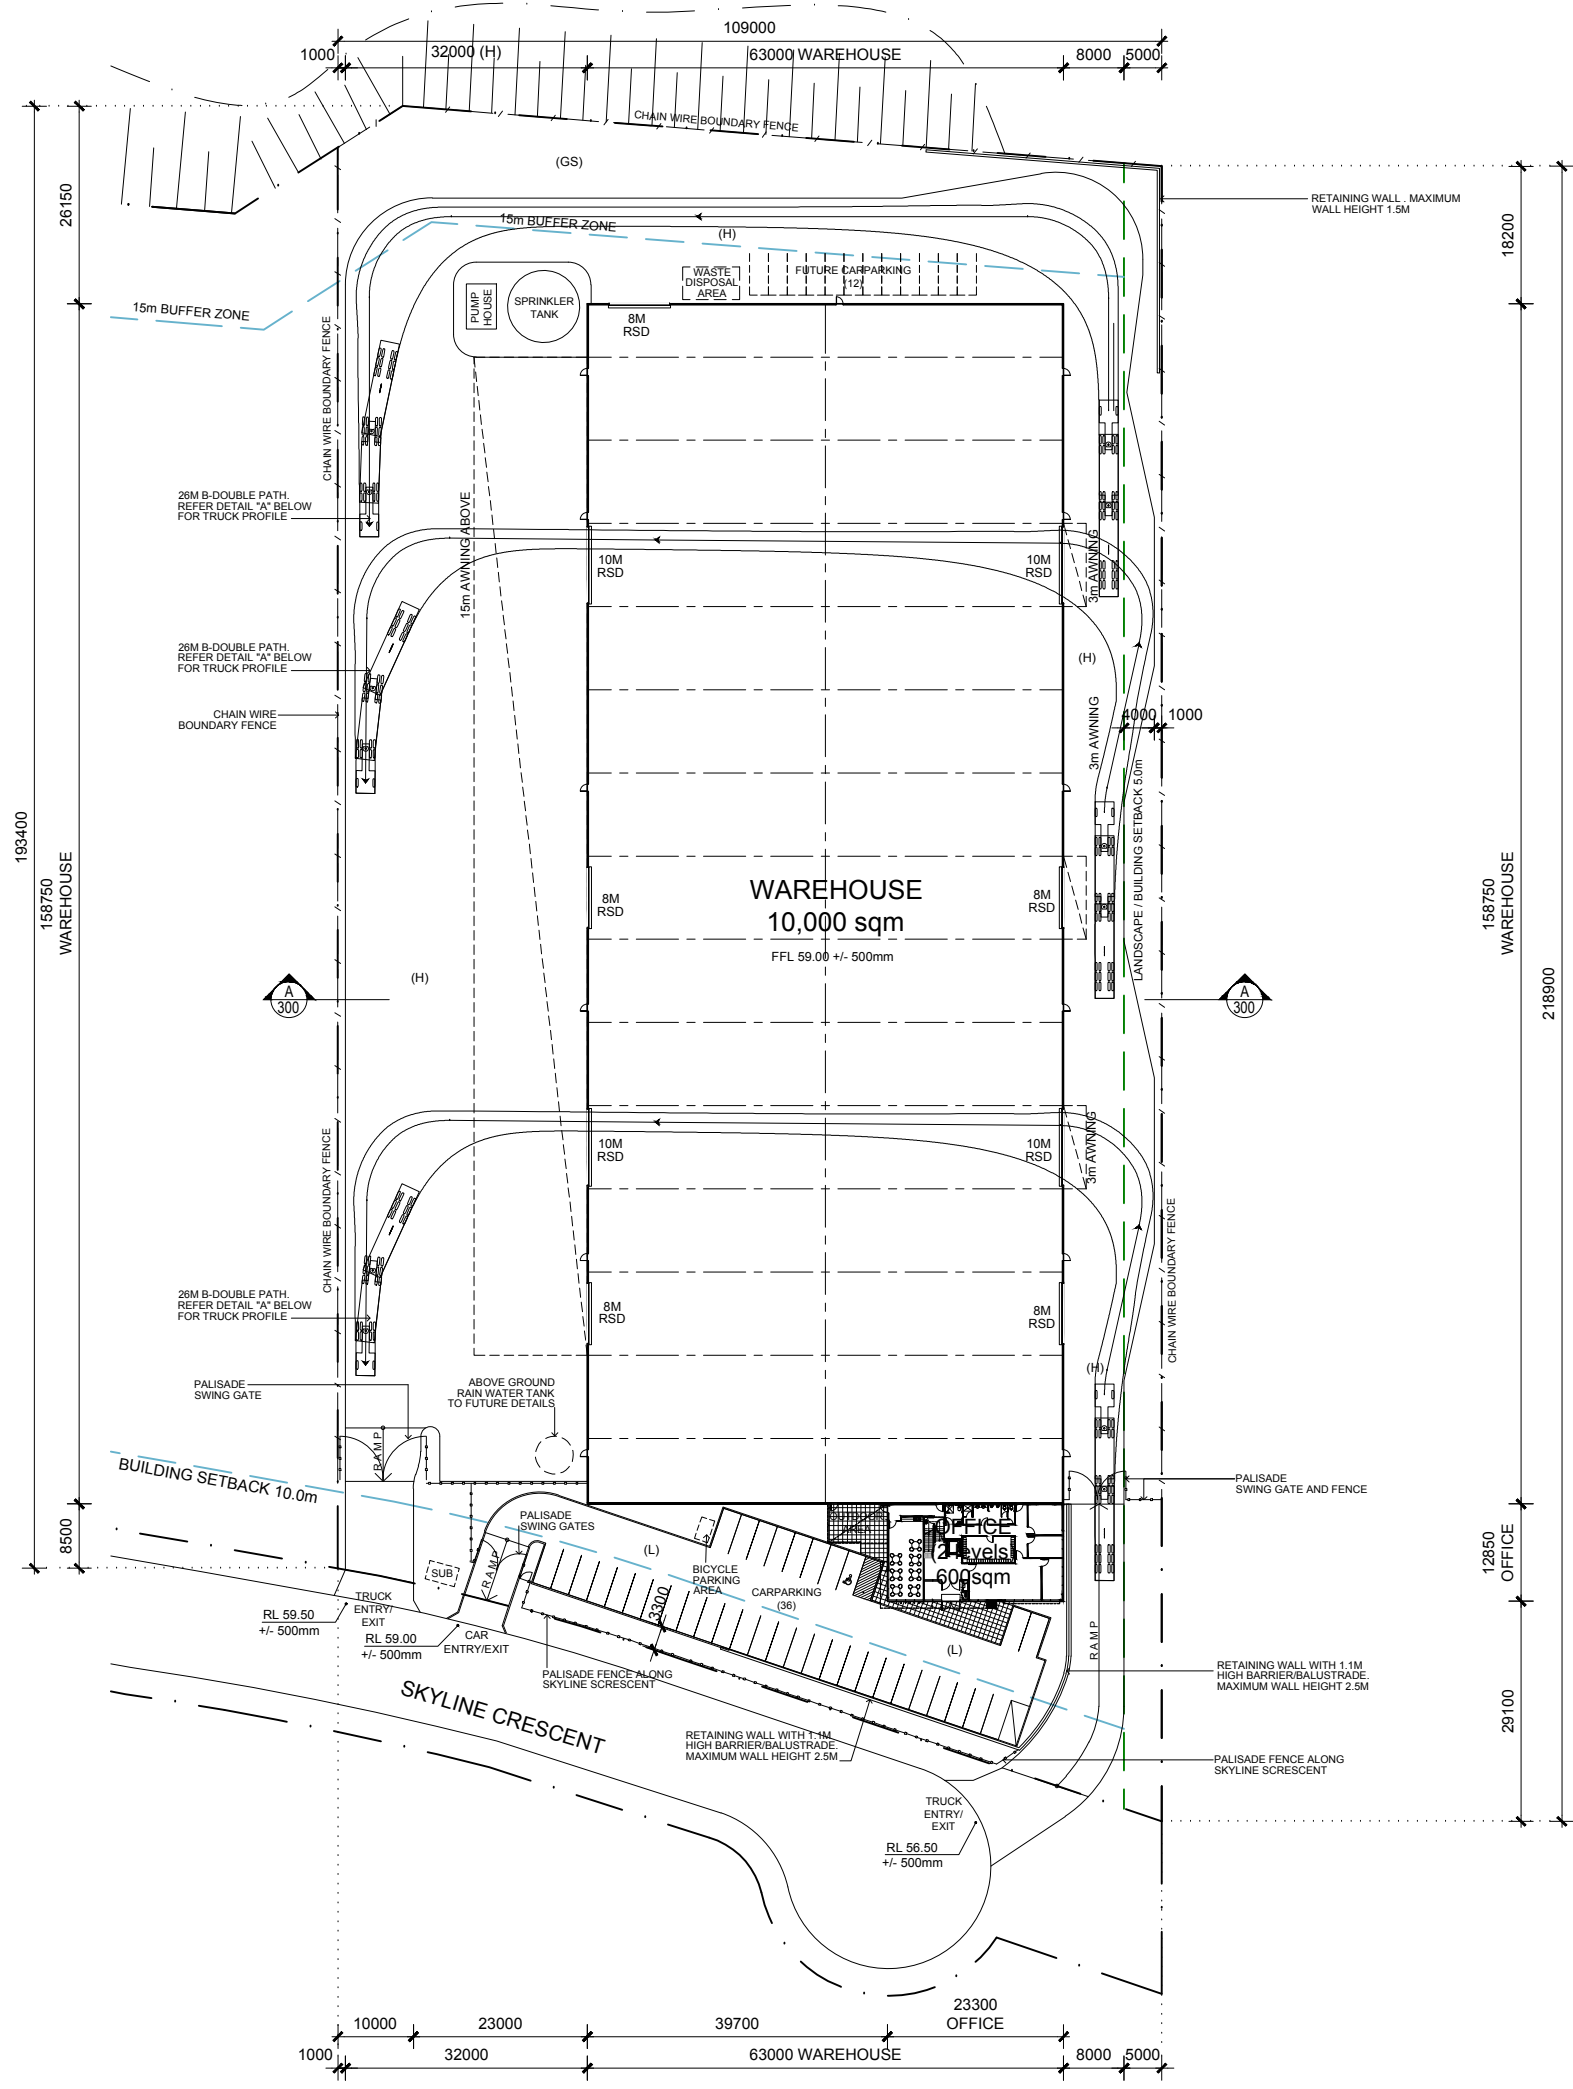 109000
1000
32000 (H)
63000 WAREHOUSE
8000
5000
CHAIN WIRE BOUNDARY FENCE
(GS)
26150
18200
RETAINING WALL . MAXIMUM
WALL HEIGHT 1.5M
15m BUFFER ZONE
(H)
WASTE
DISPOSAL
AREA
FUTURE CARPARKING
(12)
PUMP
HOUSE
SPRINKLER
TANK
15m BUFFER ZONE
8M
RSD
CHAIN WIRE BOUNDARY FENCE
26M B-DOUBLE PATH.
REFER DETAIL "A" BELOW
FOR TRUCK PROFILE
15m AWNING ABOVE
10M
RSD
10M
RSD
3m AWNING
26M B-DOUBLE PATH.
REFER DETAIL "A" BELOW
FOR TRUCK PROFILE
(H)
CHAIN WIRE
BOUNDARY FENCE
4000
1000
3m AWNING
LANDSCAPE / BUILDING SETBACK 5.0m
193400
158750
WAREHOUSE
8M
RSD
WAREHOUSE
10,000 sqm
FFL 59.00 +/- 500mm
8M
RSD
158750
WAREHOUSE
218900
(H)
A
300
A
300
CHAIN WIRE BOUNDARY FENCE
10M
RSD
10M
RSD
3m AWNING
CHAIN WIRE BOUNDARY FENCE
26M B-DOUBLE PATH.
REFER DETAIL "A" BELOW
FOR TRUCK PROFILE
8M
RSD
8M
RSD
(H)
PALISADE
SWING GATE
ABOVE GROUND
RAIN WATER TANK
TO FUTURE DETAILS
RAMP
BUILDING SETBACK 10.0m
PALISADE
SWING GATE AND FENCE
8500
PALISADE
SWING GATES
(L)
SUB
RAMP
BICYCLE
PARKING
AREA
CARPARKING
(36)
3300
OFFICE
(2 levels)
600sqm
12850
OFFICE
TRUCK
ENTRY/
EXIT
RL 59.50
+/- 500mm
RL 59.00
+/- 500mm
CAR
ENTRY/EXIT
PALISADE FENCE ALONG
SKYLINE SCRESCENT
(L)
RAMP
RETAINING WALL WITH 1.1M
HIGH BARRIER/BALUSTRADE.
MAXIMUM WALL HEIGHT 2.5M
29100
SKYLINE CRESCENT
RETAINING WALL WITH 1.1M
HIGH BARRIER/BALUSTRADE.
MAXIMUM WALL HEIGHT 2.5M
PALISADE FENCE ALONG
SKYLINE SCRESCENT
TRUCK
ENTRY/
EXIT
RL 56.50
+/- 500mm
10000
23000
39700
23300
OFFICE
1000
32000
63000 WAREHOUSE
8000
5000